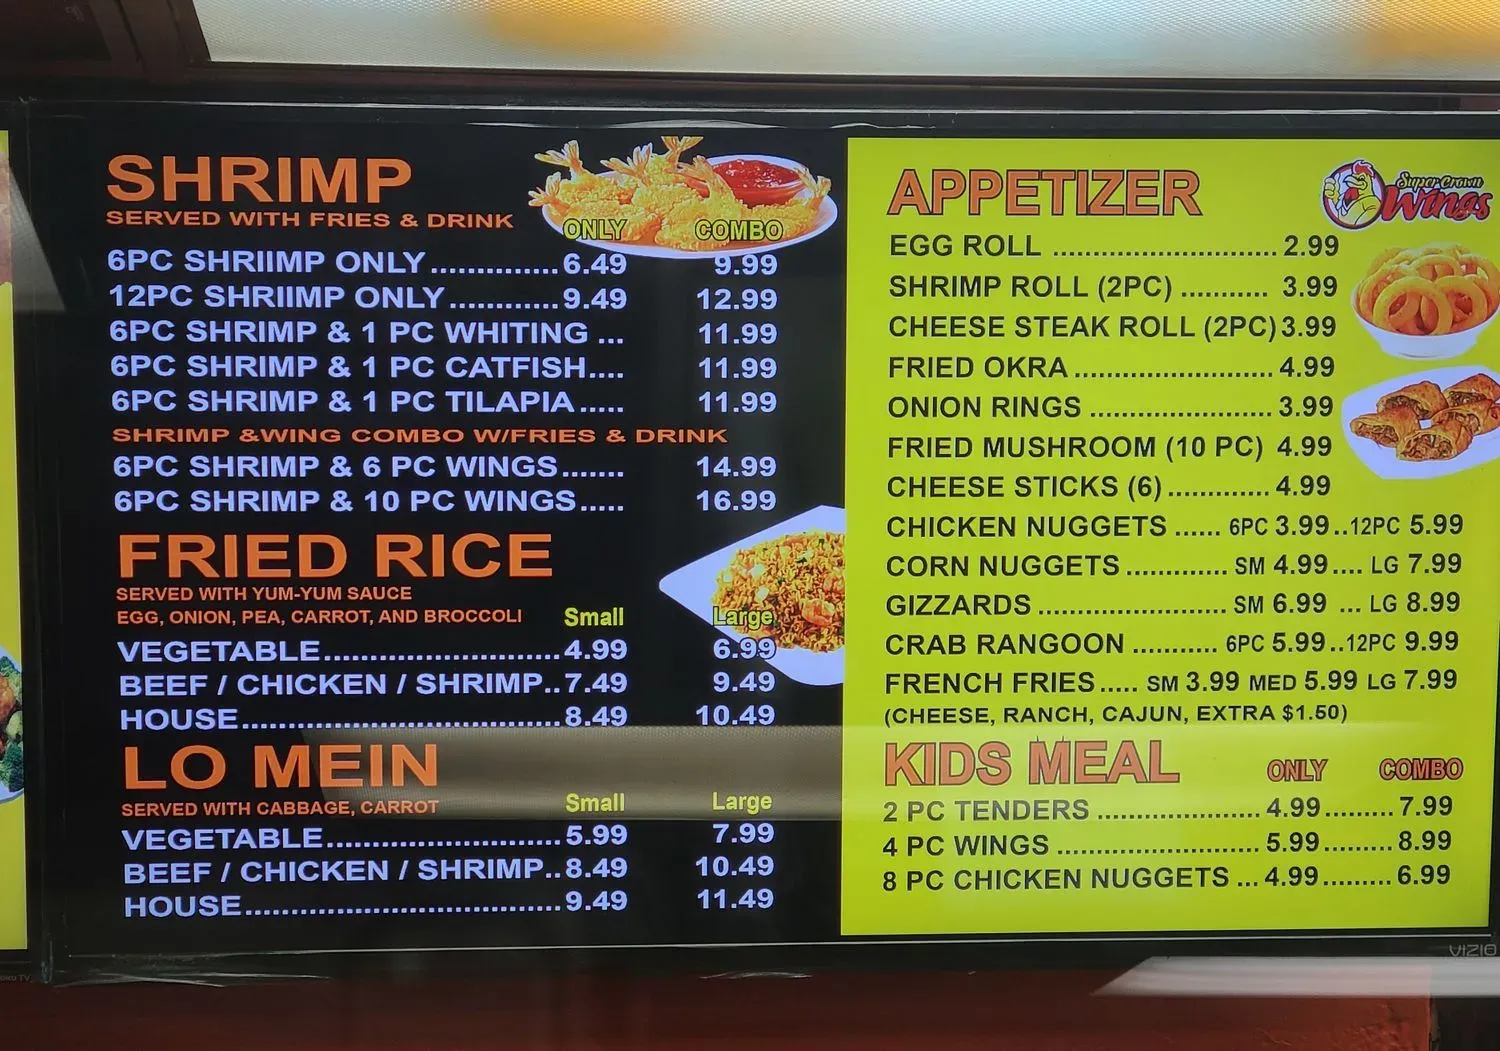 SHRIMP
SERVED WITH FRIES & DRINK
ONLY COMBO
6PC SHRIIMP ONLY..............6.49 9.99
12PC SHRIIMP ONLY............9.49 12.99
6PC SHRIMP & 1 PC WHITING ... 11.99
6PC SHRIMP & 1 PC CATFISH.... 11.99
6PC SHRIMP & 1 PC TILAPIA..... 11.99
SHRIMP &WING COMBO W/FRIES & DRINK
6PC SHRIMP & 6 PC WINGS....... 14.99
6PC SHRIMP & 10 PC WINGS..... 16.99
FRIED RICE
SERVED WITH YUM-YUM SAUCE
EGG, ONION, PEA, CARROT, AND BROCCOLI
Small Large
VEGETABLE..........................4.99 6.99
BEEF / CHICKEN / SHRIMP..7.49 9.49
HOUSE...................................8.49 10.49
LO MEIN
SERVED WITH CABBAGE, CARROT
Small Large
VEGETABLE..........................5.99 7.99
BEEF / CHICKEN / SHRIMP..8.49 10.49
HOUSE...................................9.49 11.49
APPETIZER
Super Crown
Wings
EGG ROLL ............................ 2.99
SHRIMP ROLL (2PC) ........... 3.99
CHEESE STEAK ROLL (2PC) 3.99
FRIED OKRA ......................... 4.99
ONION RINGS ....................... 3.99
FRIED MUSHROOM (10 PC) 4.99
CHEESE STICKS (6) ............. 4.99
CHICKEN NUGGETS ...... 6PC 3.99..12PC 5.99
CORN NUGGETS ............. SM 4.99.... LG 7.99
GIZZARDS ........................ SM 6.99 ... LG 8.99
CRAB RANGOON ........... 6PC 5.99..12PC 9.99
FRENCH FRIES ..... SM 3.99 MED 5.99 LG 7.99
(CHEESE, RANCH, CAJUN, EXTRA $1.50)
KIDS MEAL
ONLY COMBO
2 PC TENDERS .................... 4.99.......... 7.99
4 PC WINGS ......................... 5.99.......... 8.99
8 PC CHICKEN NUGGETS ... 4.99.......... 6.99
VIZIO